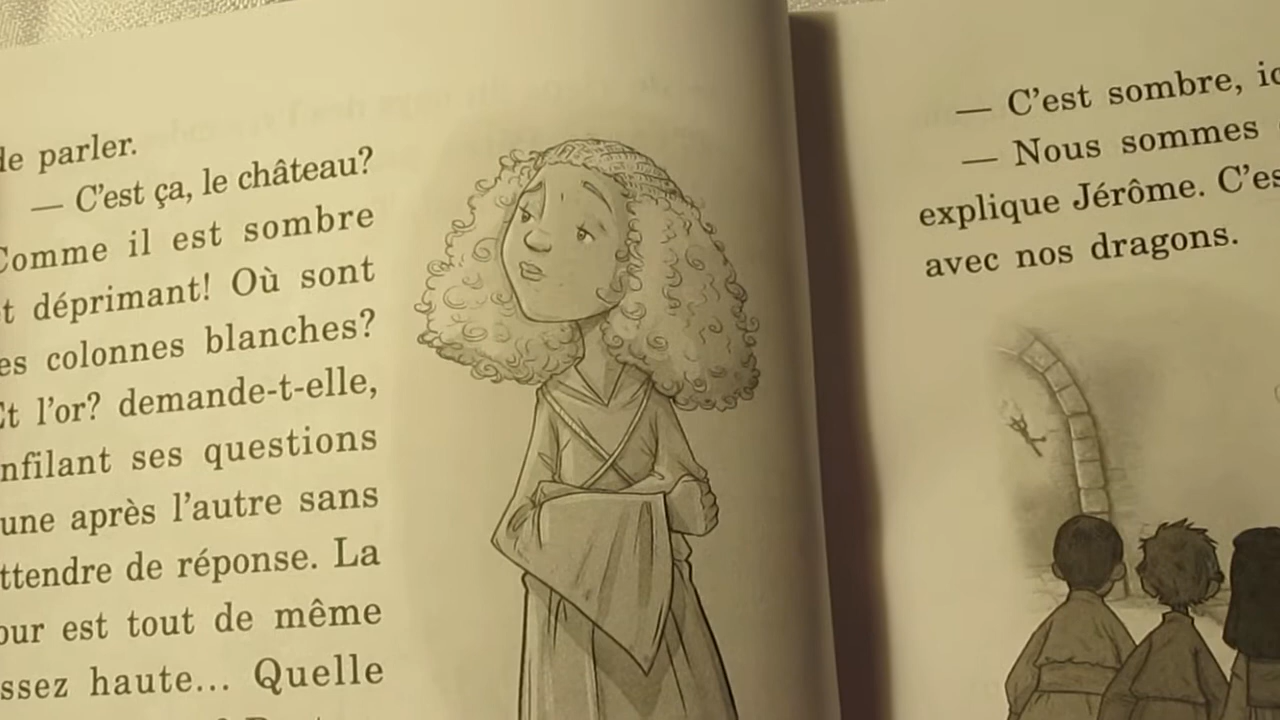 de parler.
— C'est ça, le château?
Comme il est sombre
t déprimant! Où sont
es colonnes blanches?
Et l'or? demande-t-elle,
nfilant ses questions
une après l'autre sans
ttendre de réponse. La
our est tout de même
ssez haute... Quelle
— C'est sombre, ic
— Nous sommes
explique Jérôme. C'es
avec nos dragons.